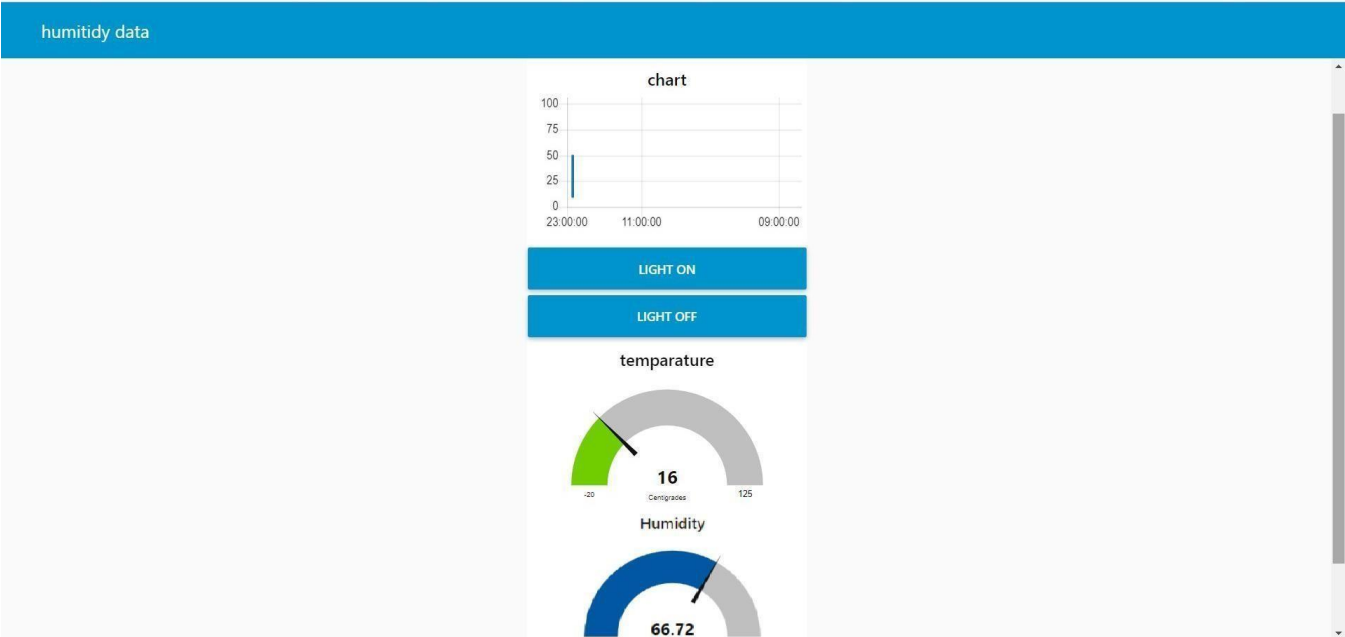 humitidy data
chart
100
75
50
25
0
23:00:00 11:00:00 09:00:00
LIGHT ON
LIGHT OFF
temparature
16
-20 Centigrades 125
Humidity
66.72